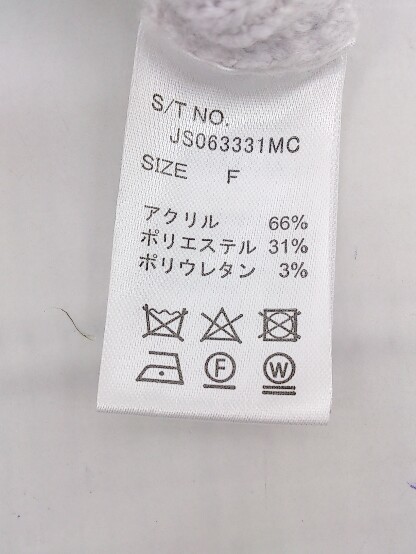 S/T NO.
JS063331MC
SIZE F
アクリル 66%
ポリエステル 31%
ポリウレタン 3%
F W